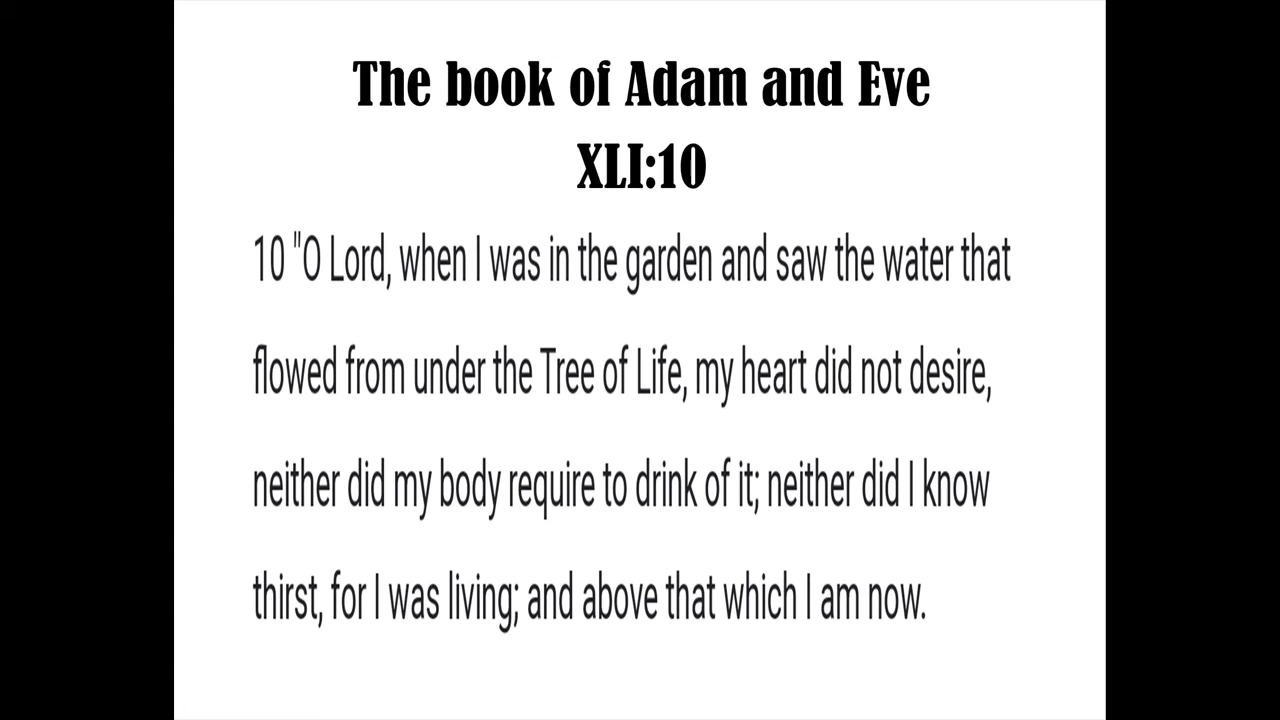 The book of Adam and Eve
XLI:10
10 "O Lord, when I was in the garden and saw the water that
flowed from under the Tree of Life, my heart did not desire,
neither did my body require to drink of it; neither did I know
thirst, for I was living; and above that which I am now.